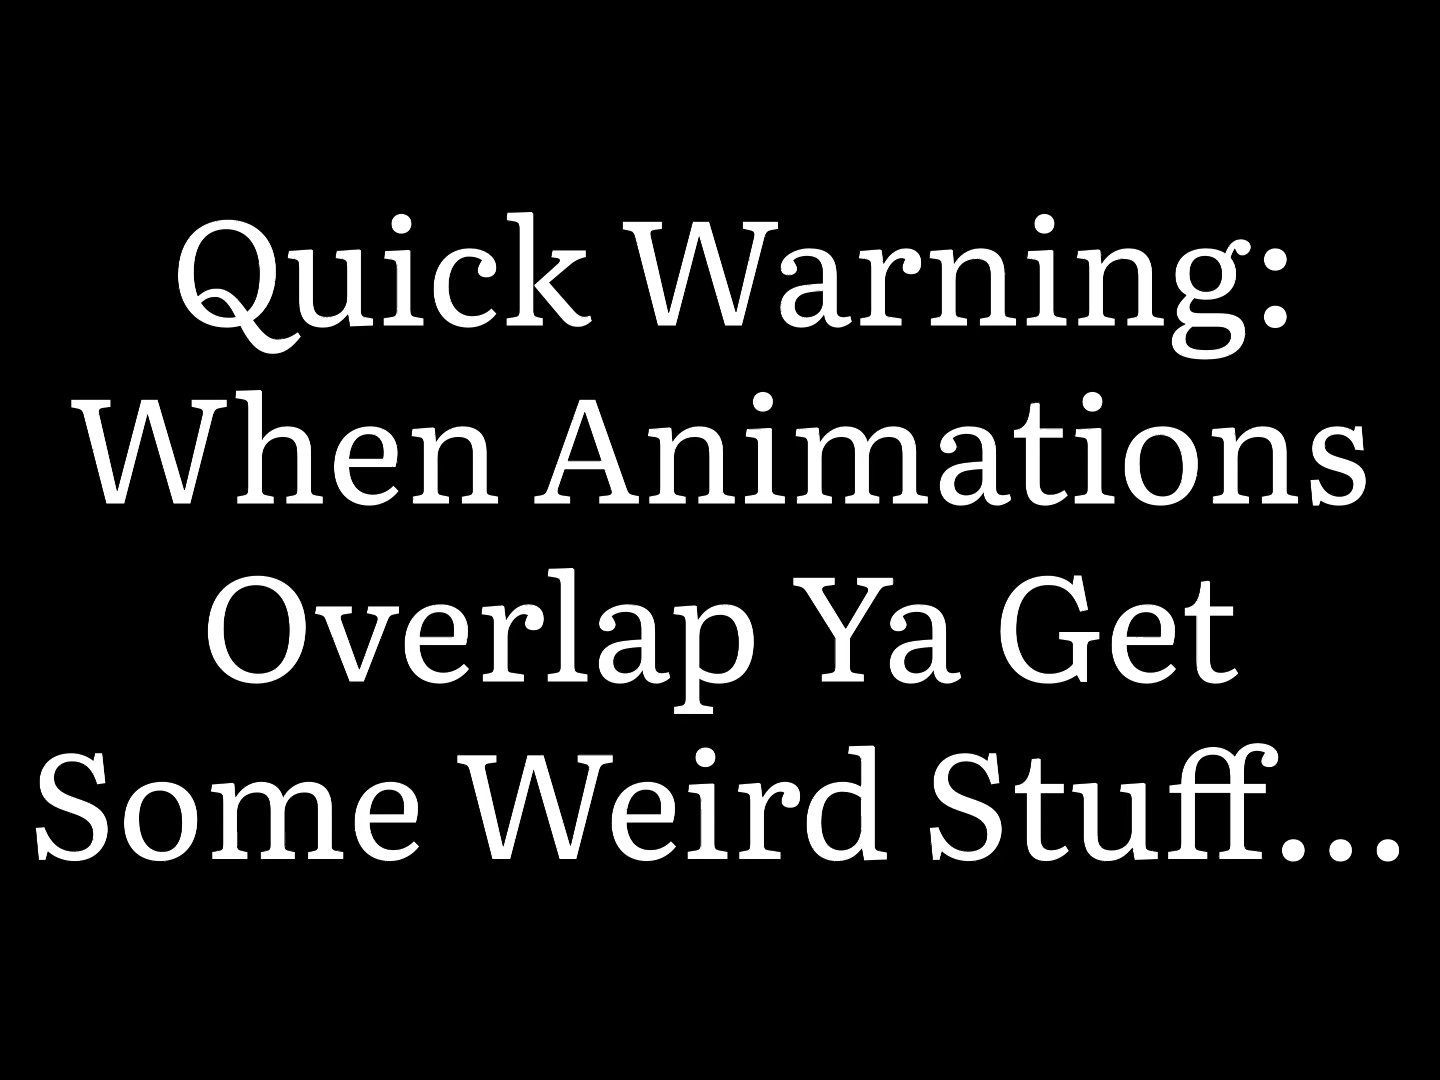 Quick Warning:
When Animations
Overlap Ya Get
Some Weird Stuff...